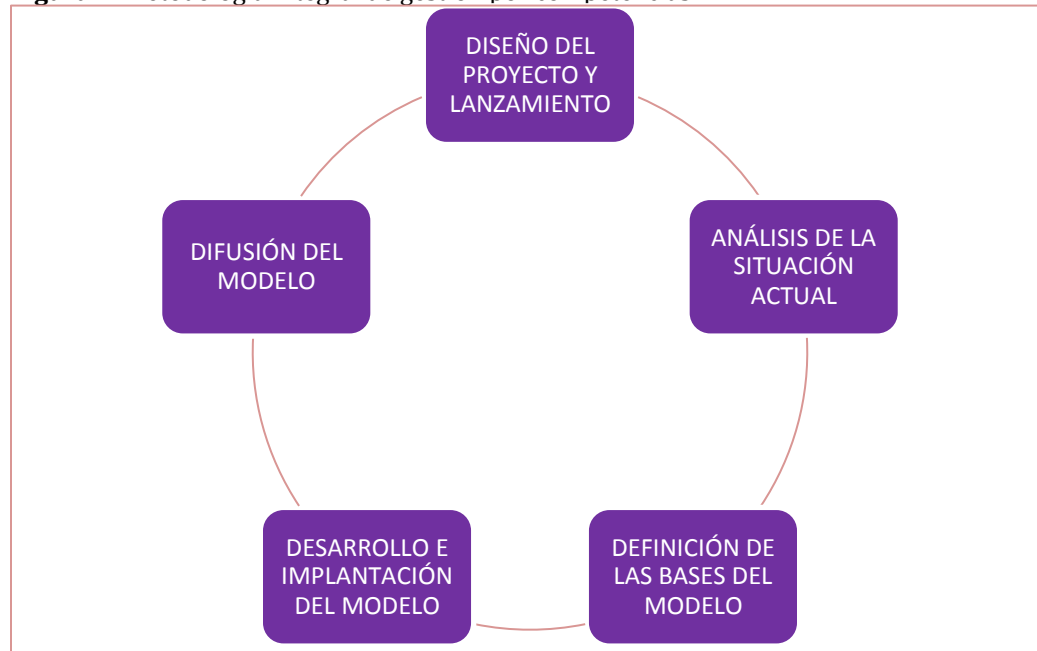 DISEÑO DEL
PROYECTO Y
LANZAMIENTO
ANÁLISIS DE LA
SITUACIÓN
ACTUAL
DEFINICIÓN DE
LAS BASES DEL
MODELO
DESARROLLO E
IMPLANTACIÓN
DEL MODELO
DIFUSIÓN DEL
MODELO